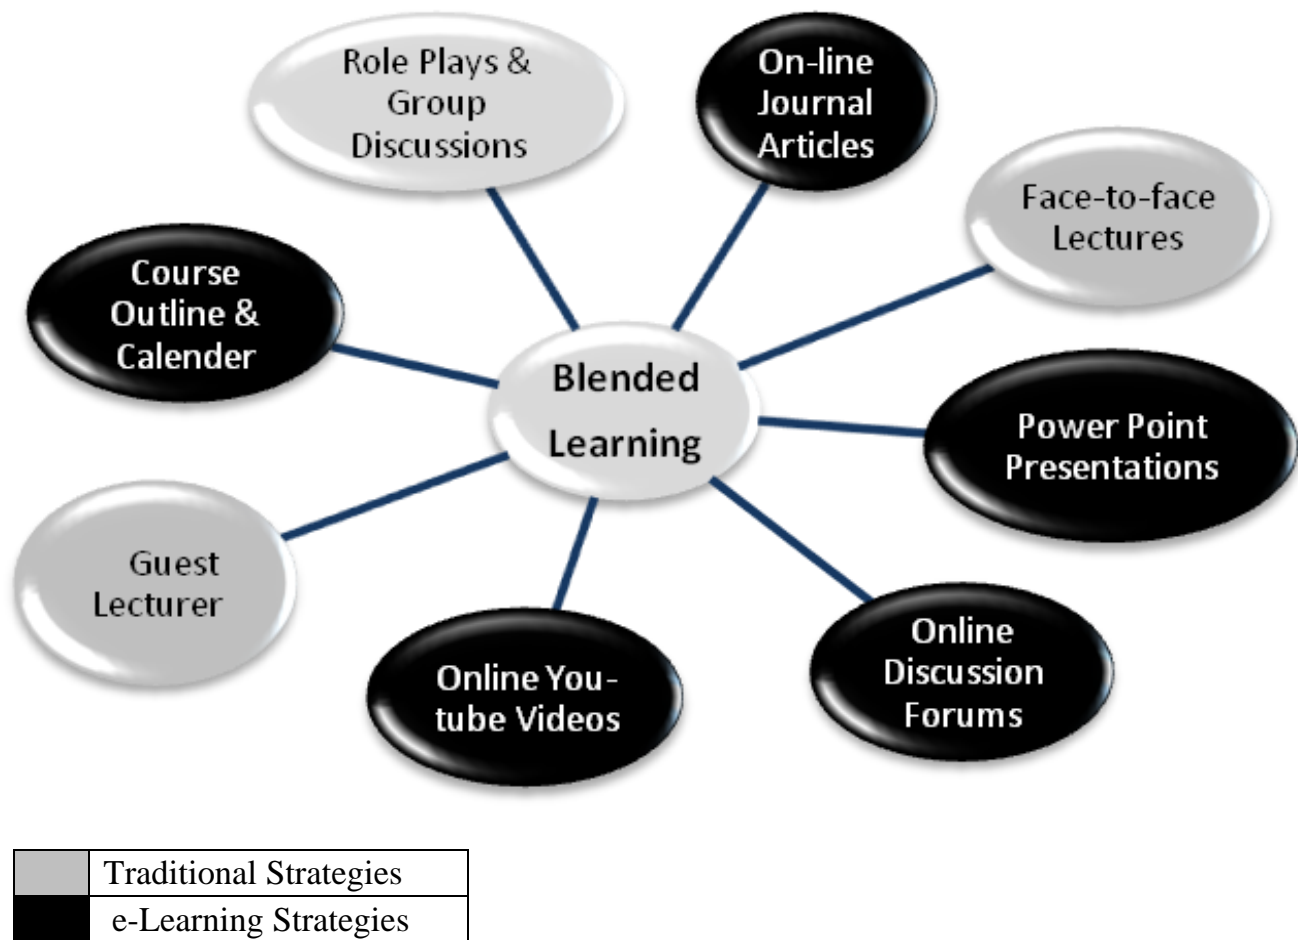 Role Plays &
Group
Discussions
On-line
Journal
Articles
Face-to-face
Lectures
Course
Outline &
Calender
Blended
Learning
Power Point
Presentations
Guest
Lecturer
Online You-
tube Videos
Online
Discussion
Forums
Traditional Strategies
e-Learning Strategies